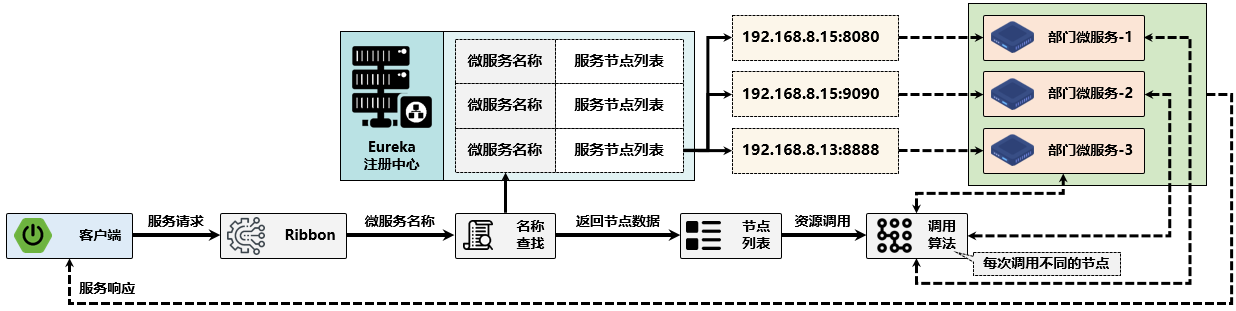 Eureka
注册中心
微服务名称
服务节点列表
微服务名称
服务节点列表
微服务名称
服务节点列表
192.168.8.15:8080
192.168.8.15:9090
192.168.8.13:8888
部门微服务-1
部门微服务-2
部门微服务-3
客户端
服务请求
Ribbon
微服务名称
名称
查找
返回节点数据
节点
列表
资源调用
调用
算法
每次调用不同的节点
服务响应